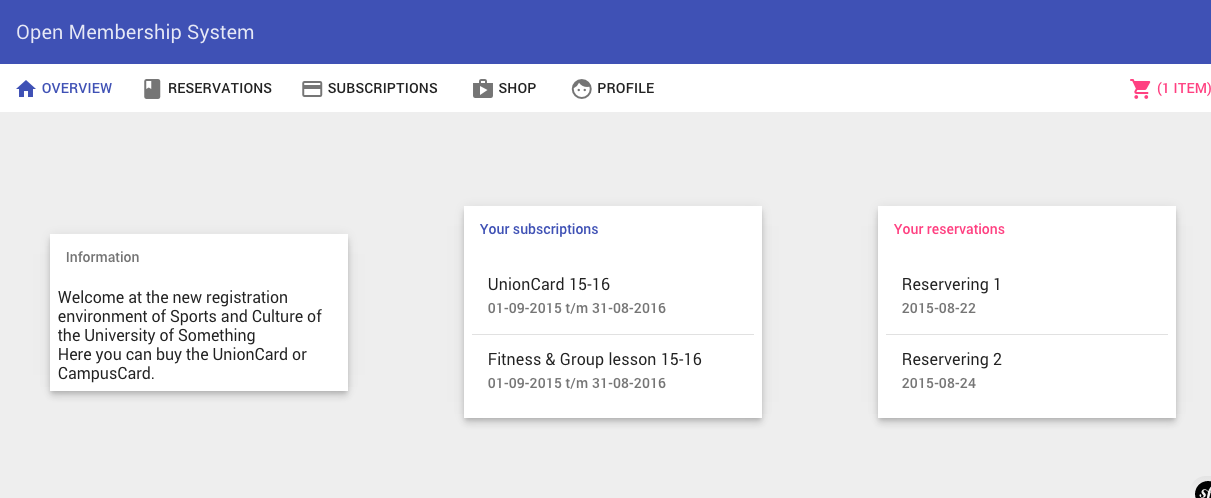 Open Membership System
OVERVIEW RESERVATIONS SUBSCRIPTIONS SHOP PROFILE (1 ITEM)
Information
Welcome at the new registration
environment of Sports and Culture of
the University of Something
Here you can buy the UnionCard or
CampusCard.
Your subscriptions
UnionCard 15-16
01-09-2015 t/m 31-08-2016
Fitness & Group lesson 15-16
01-09-2015 t/m 31-08-2016
Your reservations
Reservering 1
2015-08-22
Reservering 2
2015-08-24